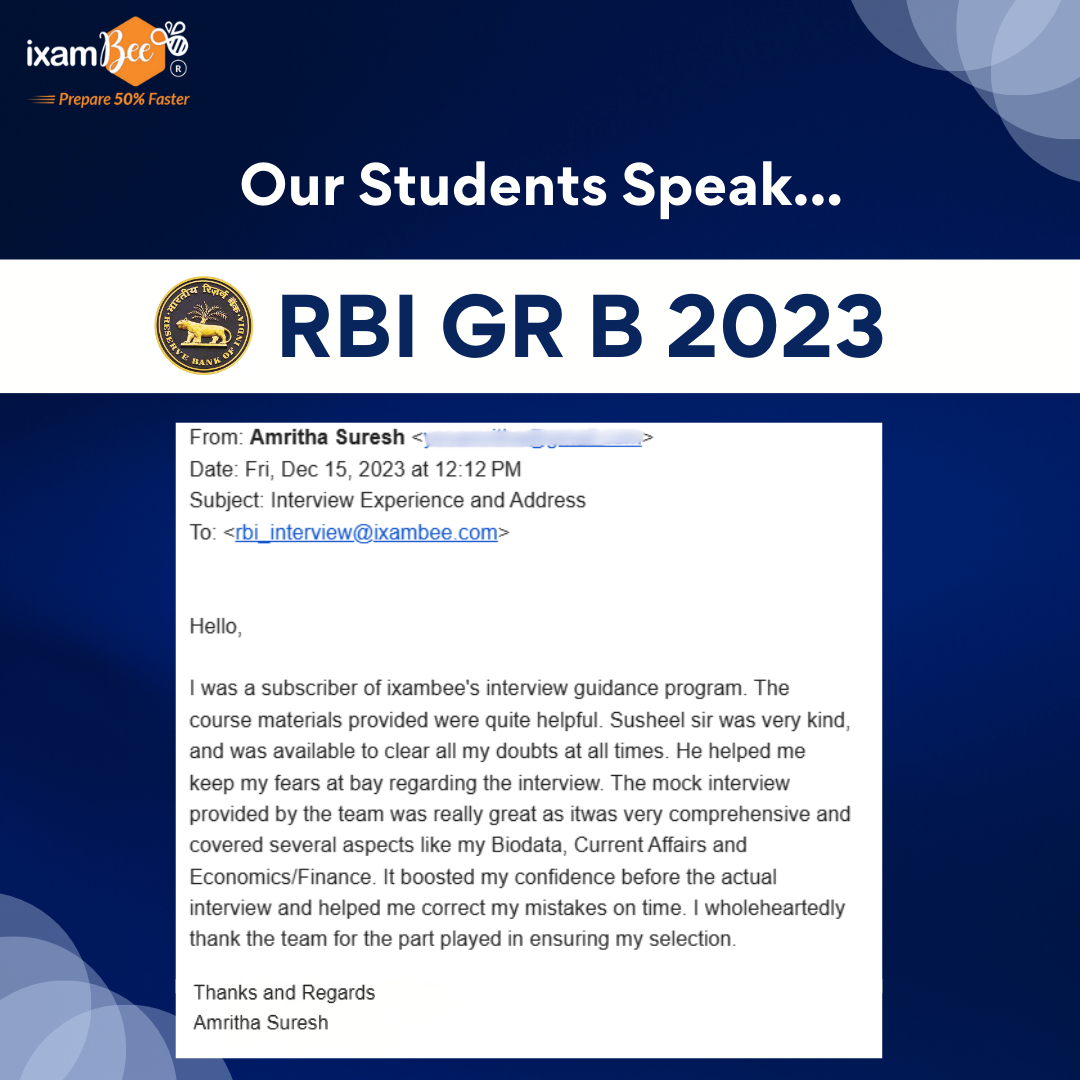 ixamBee
®
Prepare 50% Faster
Our Students Speak...
भारतीय रिज़र्व बैंक
RESERVE BANK OF INDIA
RBI GR B 2023
From: Amritha Suresh <
>
Date: Fri, Dec 15, 2023 at 12:12 PM
Subject: Interview Experience and Address
To: <rbi_interview@ixambee.com>
Hello,
I was a subscriber of ixambee's interview guidance program. The
course materials provided were quite helpful. Susheel sir was very kind,
and was available to clear all my doubts at all times. He helped me
keep my fears at bay regarding the interview. The mock interview
provided by the team was really great as itwas very comprehensive and
covered several aspects like my Biodata, Current Affairs and
Economics/Finance. It boosted my confidence before the actual
interview and helped me correct my mistakes on time. I wholeheartedly
thank the team for the part played in ensuring my selection.
Thanks and Regards
Amritha Suresh